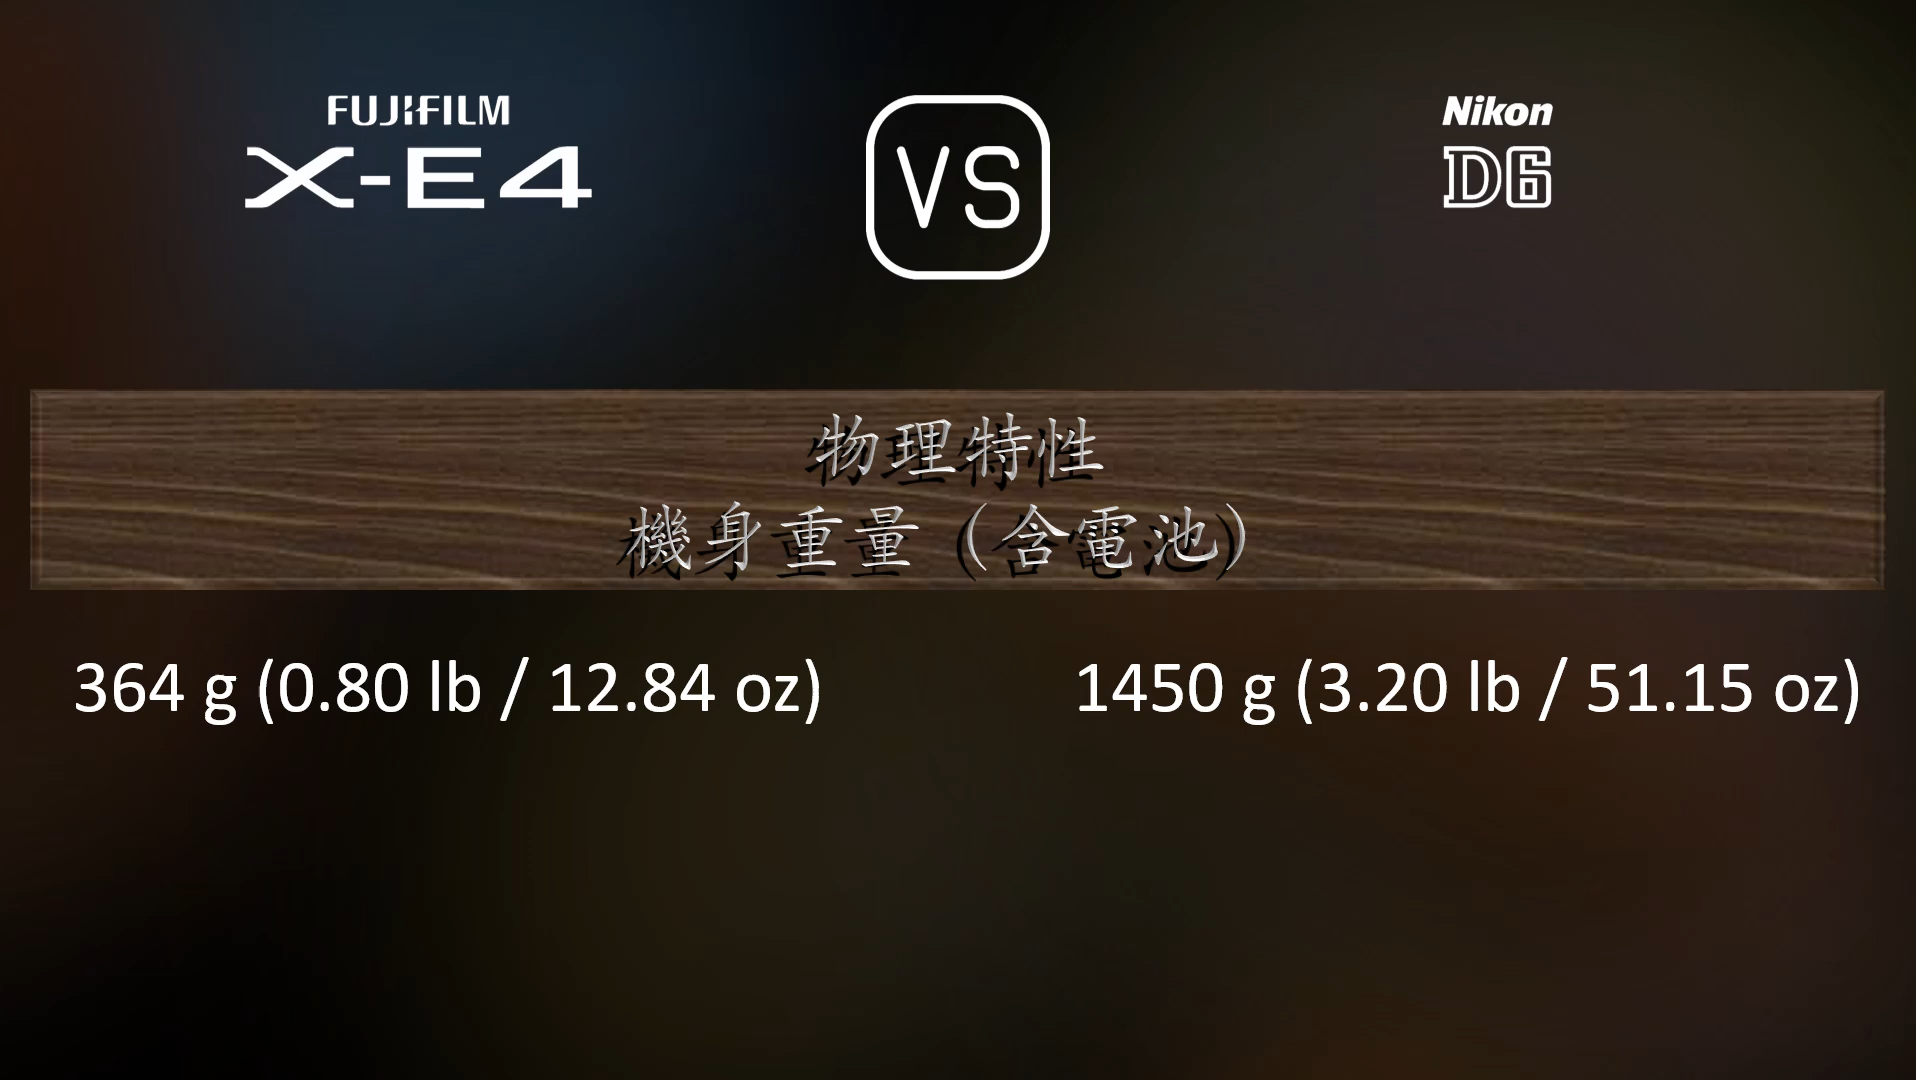 FUJIFILM
X-E4
VS
Nikon
D6
物理特性
機身重量（含電池）
364 g (0.80 lb / 12.84 oz)
1450 g (3.20 lb / 51.15 oz)